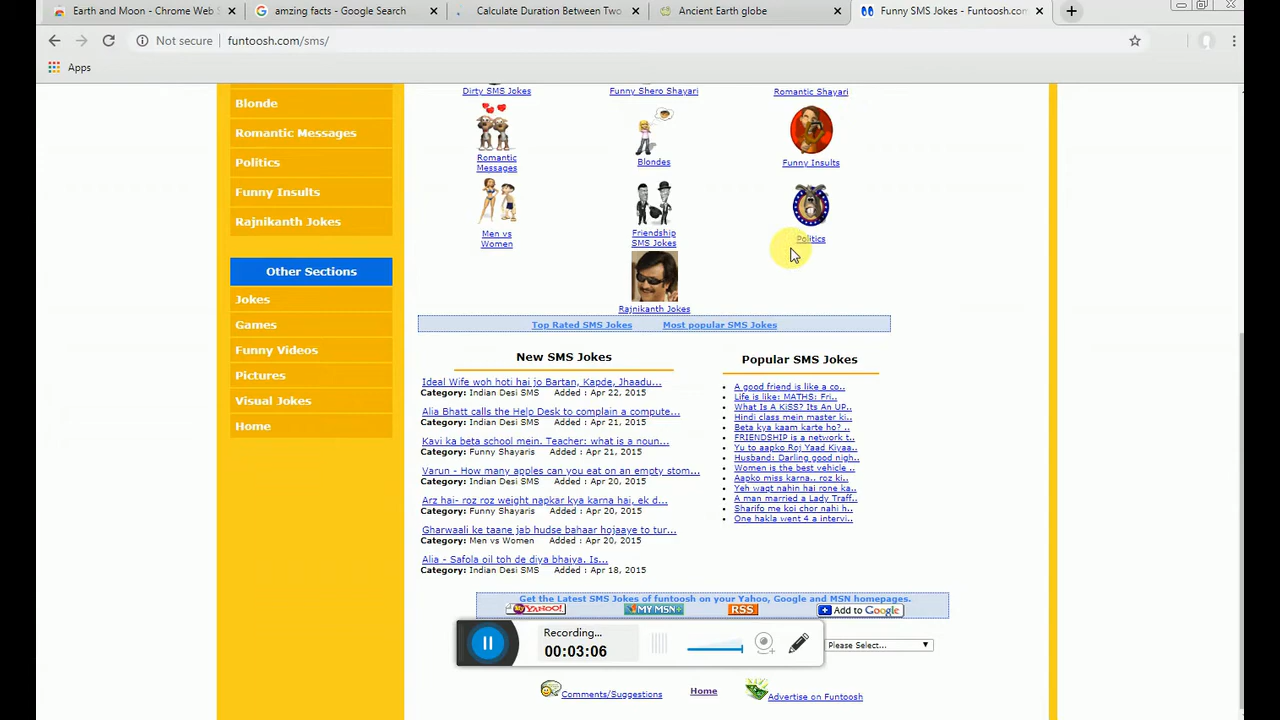 Earth and Moon - Chrome Web S
amzing facts - Google Search
Calculate Duration Between Two
Ancient Earth globe
Funny SMS Jokes - Funtoosh.com
Not secure
funtoosh.com/sms/
Apps
Blonde
Romantic Messages
Politics
Funny Insults
Rajnikanth Jokes
Other Sections
Jokes
Games
Funny Videos
Pictures
Visual Jokes
Home
Dirty SMS Jokes
Funny Shero Shayari
Romantic Shayari
Romantic
Messages
Blondes
Funny Insults
Men vs
Women
Friendship
SMS Jokes
Politics
Rajnikanth Jokes
Top Rated SMS Jokes
Most popular SMS Jokes
New SMS Jokes
Ideal Wife woh hoti hai jo Bartan, Kapde, Jhaadu...
Category: Indian Desi SMS Added : Apr 22, 2015
Alia Bhatt calls the Help Desk to complain a compute...
Category: Indian Desi SMS Added : Apr 21, 2015
Kavi ka beta school mein. Teacher: what is a noun...
Category: Funny Shayaris Added : Apr 21, 2015
Varun - How many apples can you eat on an empty stom...
Category: Indian Desi SMS Added : Apr 20, 2015
Arz hai- roz roz weight napkar kya karna hai, ek d...
Category: Funny Shayaris Added : Apr 20, 2015
Gharwaali ke taane jab hudse bahaar hojaaye to tur...
Category: Men vs Women Added : Apr 20, 2015
Alia - Safola oil toh de diya bhaiya, Is...
Category: Indian Desi SMS Added : Apr 18, 2015
Popular SMS Jokes
A good friend is like a co..
Life is like: MATHS: Fri..
What Is A KiSS? Its An UP..
Hindi class mein master ki..
Beta kya kaam karte ho? ..
FRIENDSHIP is a network t..
Yu to aapko Roj Yaad Kiyaa..
Husband: Darling good nigh..
Women is the best vehicle ..
Aapko miss karna.. roz ki..
Yeh waqt nahin hai rone ka..
A man married a Lady Traff..
Sharifo me koi chor nahi h..
One hakla went 4 a intervi..
Get the Latest SMS Jokes of funtoosh on your Yahoo, Google and MSN homepages.
MY YAHOO!
MY MSN+
RSS
Add to Google
Recording...
00:03:06
Please Select...
Comments/Suggestions
Home
Advertise on Funtoosh